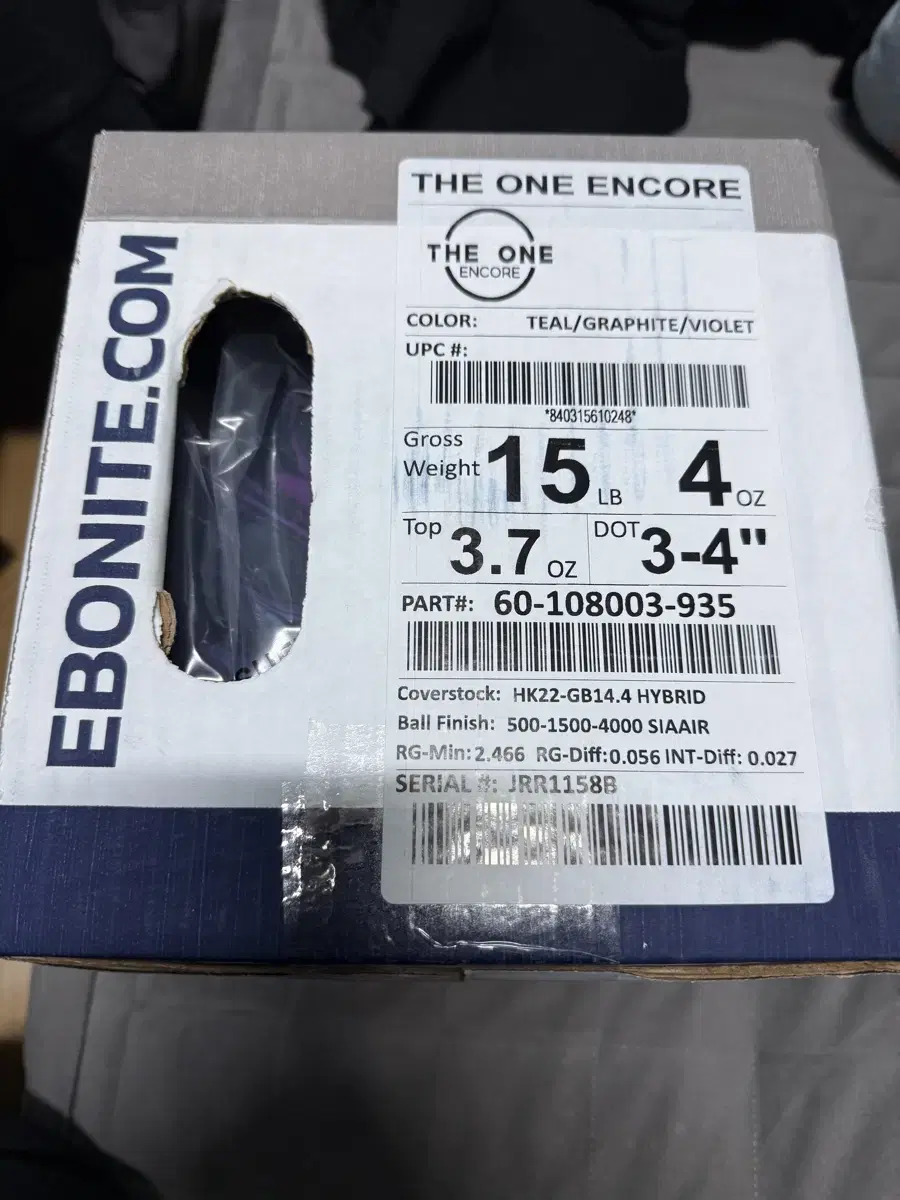 EBONITE.COM
THE ONE ENCORE
THE ONE
ENCORE
COLOR: TEAL/GRAPHITE/VIOLET
UPC #:
*840315610248*
Gross Weight 15 LB 4 OZ
Top 3.7 OZ DOT 3-4"
PART#: 60-108003-935
Coverstock: HK22-GB14.4 HYBRID
Ball Finish: 500-1500-4000 SIAAIR
RG-Min: 2.466 RG-Diff:0.056 INT-Diff: 0.027
SERIAL #: JRR1158B